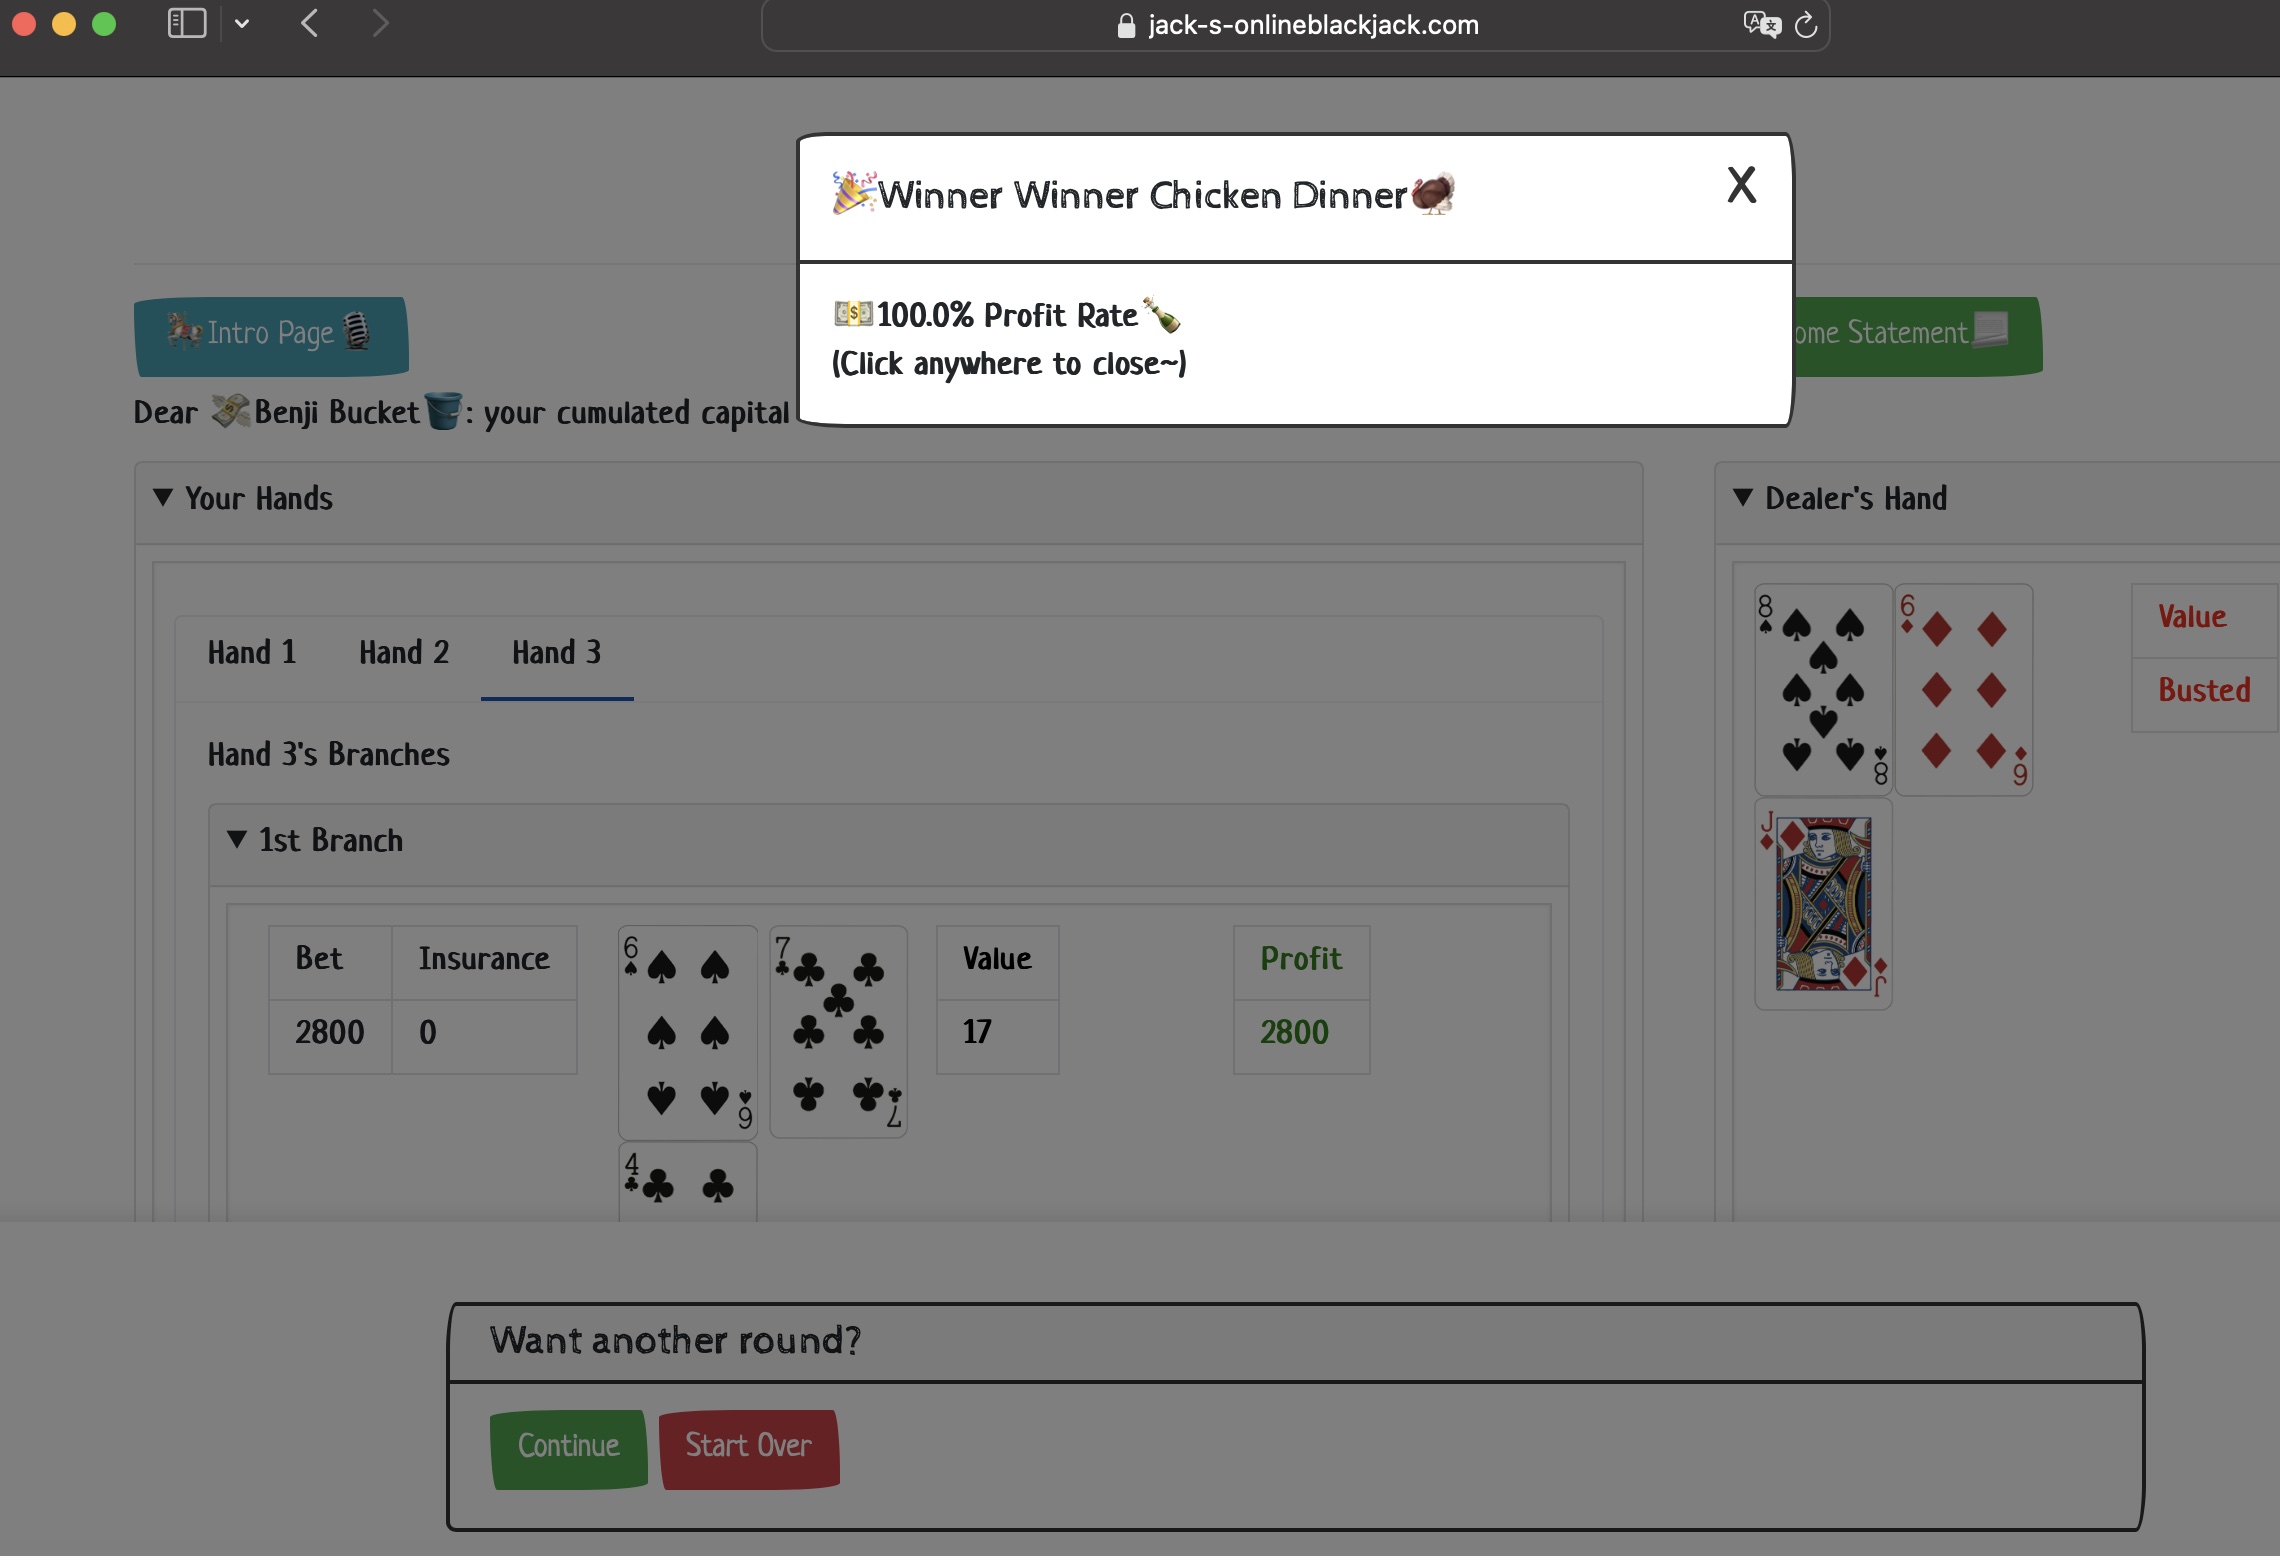 jack-s-onlineblackjack.com
Winner Winner Chicken Dinner
X
100.0% Profit Rate
(Click anywhere to close~)
Intro Page
ome Statement
Dear Benji Bucket: your cumulated capital
Your Hands
Dealer's Hand
Hand 1 Hand 2 Hand 3
Hand 3's Branches
1st Branch
Bet Insurance
2800 0
6 6
7 7
4
Value
17
Profit
2800
8 8
6 6
J J
Value
Busted
Want another round?
Continue Start Over